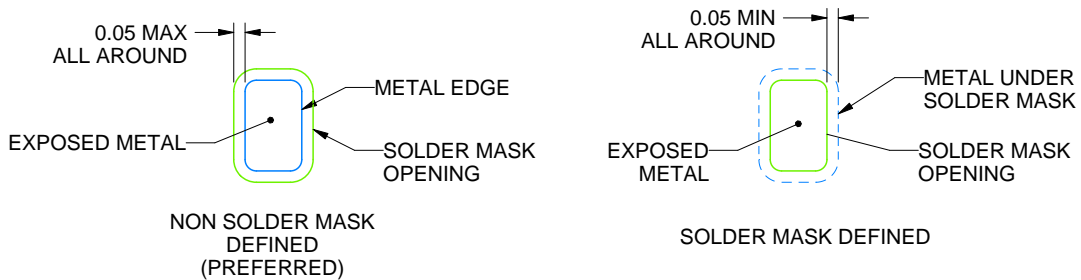 0.05 MAX
ALL AROUND
METAL EDGE
EXPOSED METAL
SOLDER MASK
OPENING
NON SOLDER MASK
DEFINED
(PREFERRED)
0.05 MIN
ALL AROUND
METAL UNDER
SOLDER MASK
EXPOSED
METAL
SOLDER MASK
OPENING
SOLDER MASK DEFINED